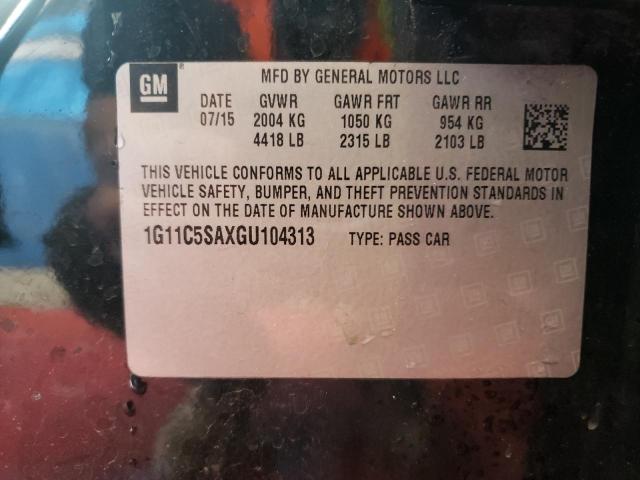 GM
MFD BY GENERAL MOTORS LLC
DATE GVWR GAWR FRT GAWR RR
07/15 2004 KG 1050 KG 954 KG
4418 LB 2315 LB 2103 LB
THIS VEHICLE CONFORMS TO ALL APPLICABLE U.S. FEDERAL MOTOR
VEHICLE SAFETY, BUMPER, AND THEFT PREVENTION STANDARDS IN
EFFECT ON THE DATE OF MANUFACTURE SHOWN ABOVE.
1G11C5SAXGU104313 TYPE: PASS CAR